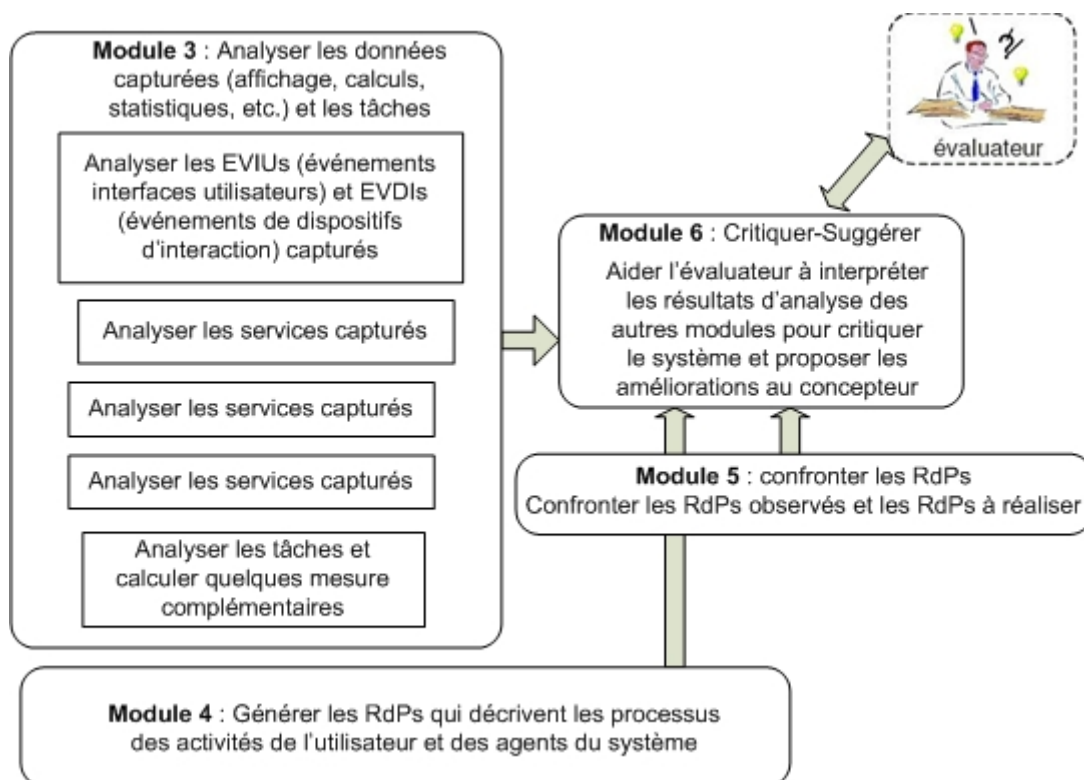 Module 3 : Analyser les données
capturées (affichage, calculs,
statistiques, etc.) et les tâches
Analyser les EVIUs (événements
interfaces utilisateurs) et EVDIs
(événements de dispositifs
d'interaction) capturés
Analyser les services capturés
Analyser les services capturés
Analyser les services capturés
Analyser les tâches et
calculer quelques mesure
complémentaires
évaluateur
Module 6 : Critiquer-Suggérer
Aider l'évaluateur à interpréter
les résultats d'analyse des
autres modules pour critiquer
le système et proposer les
améliorations au concepteur
Module 5 : confronter les RdPs
Confronter les RdPs observés et les RdPs à réaliser
Module 4 : Générer les RdPs qui décrivent les processus
des activités de l'utilisateur et des agents du système